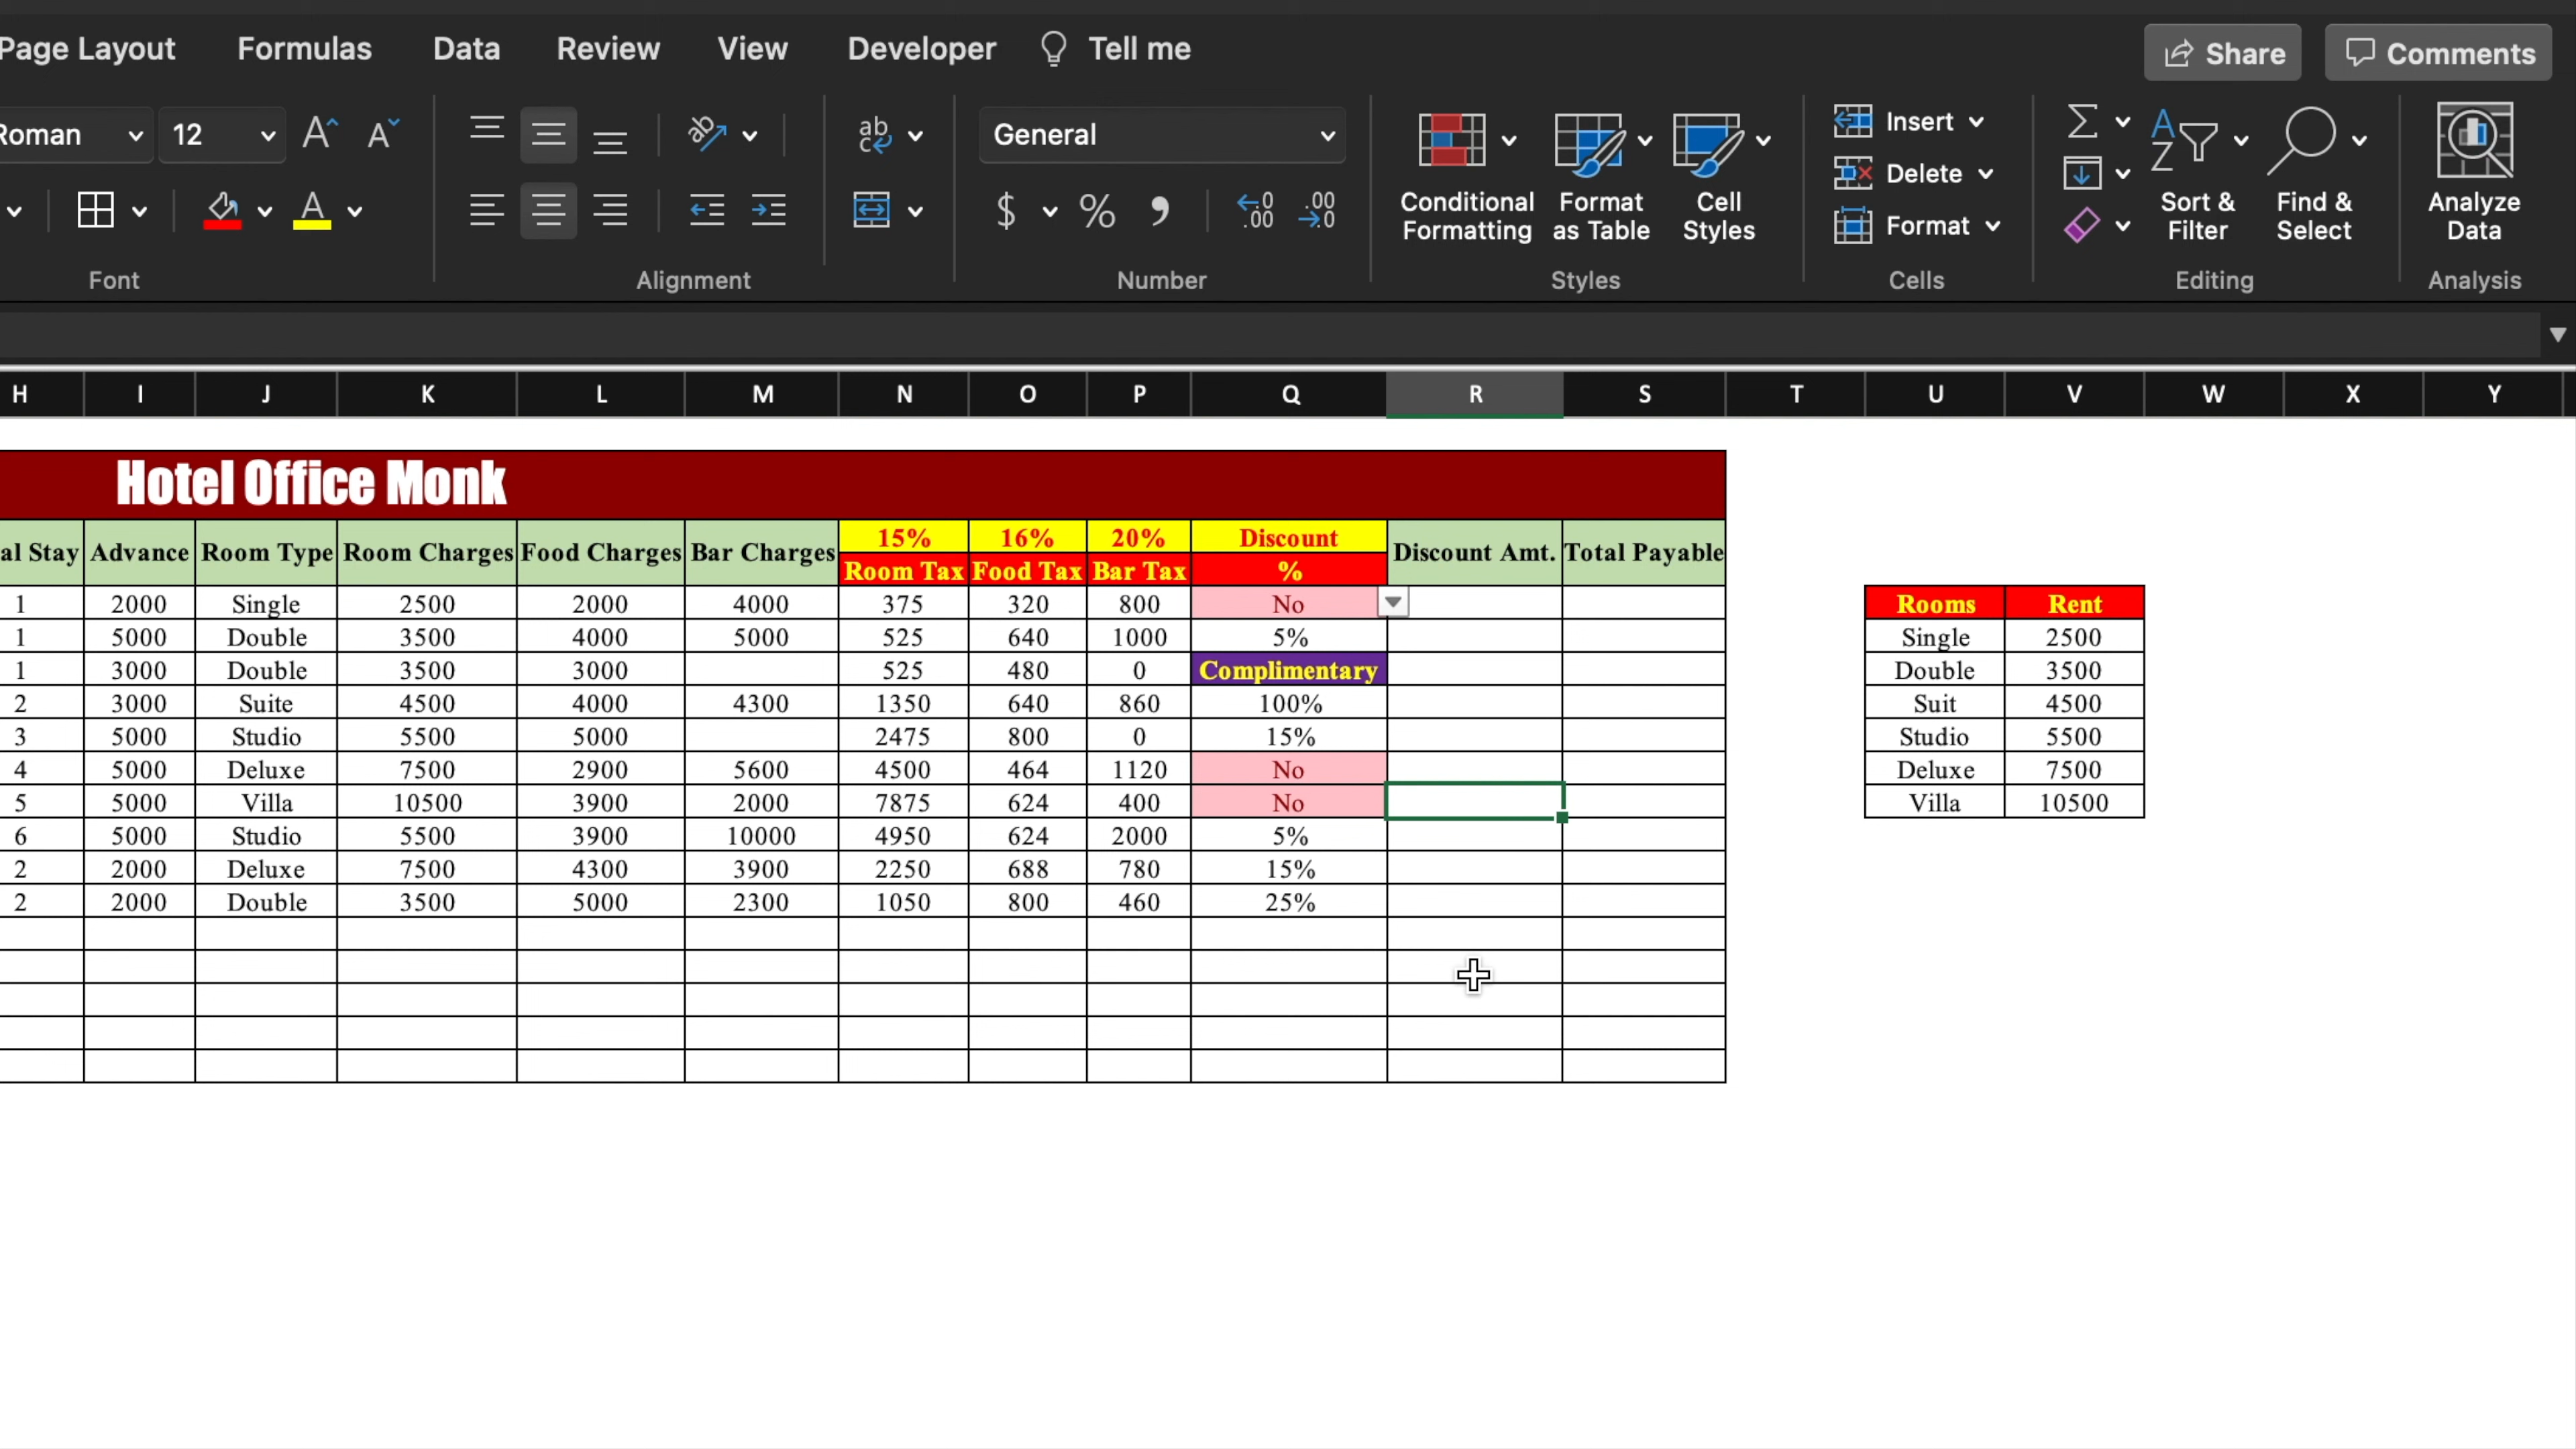 Page Layout Formulas Data Review View Developer Tell me Share Comments
Roman 12 General Insert
Delete
Format
Conditional Formatting Format as Table Cell Styles Sort & Filter Find & Select Analyze Data
Font Alignment Number Styles Cells Editing Analysis
H I J K L M N O P Q R S T U V W X Y
Hotel Office Monk
al Stay Advance Room Type Room Charges Food Charges Bar Charges 15% 16% 20% Discount Discount Amt. Total Payable
Room Tax Food Tax Bar Tax %
1 2000 Single 2500 2000 4000 375 320 800 No Rooms Rent
1 5000 Double 3500 4000 5000 525 640 1000 5% Single 2500
1 3000 Double 3500 3000 525 480 0 Complimentary Double 3500
2 3000 Suite 4500 4000 4300 1350 640 860 100% Suit 4500
3 5000 Studio 5500 5000 2475 800 0 15% Studio 5500
4 5000 Deluxe 7500 2900 5600 4500 464 1120 No Deluxe 7500
5 5000 Villa 10500 3900 2000 7875 624 400 No Villa 10500
6 5000 Studio 5500 3900 10000 4950 624 2000 5%
2 2000 Deluxe 7500 4300 3900 2250 688 780 15%
2 2000 Double 3500 5000 2300 1050 800 460 25%